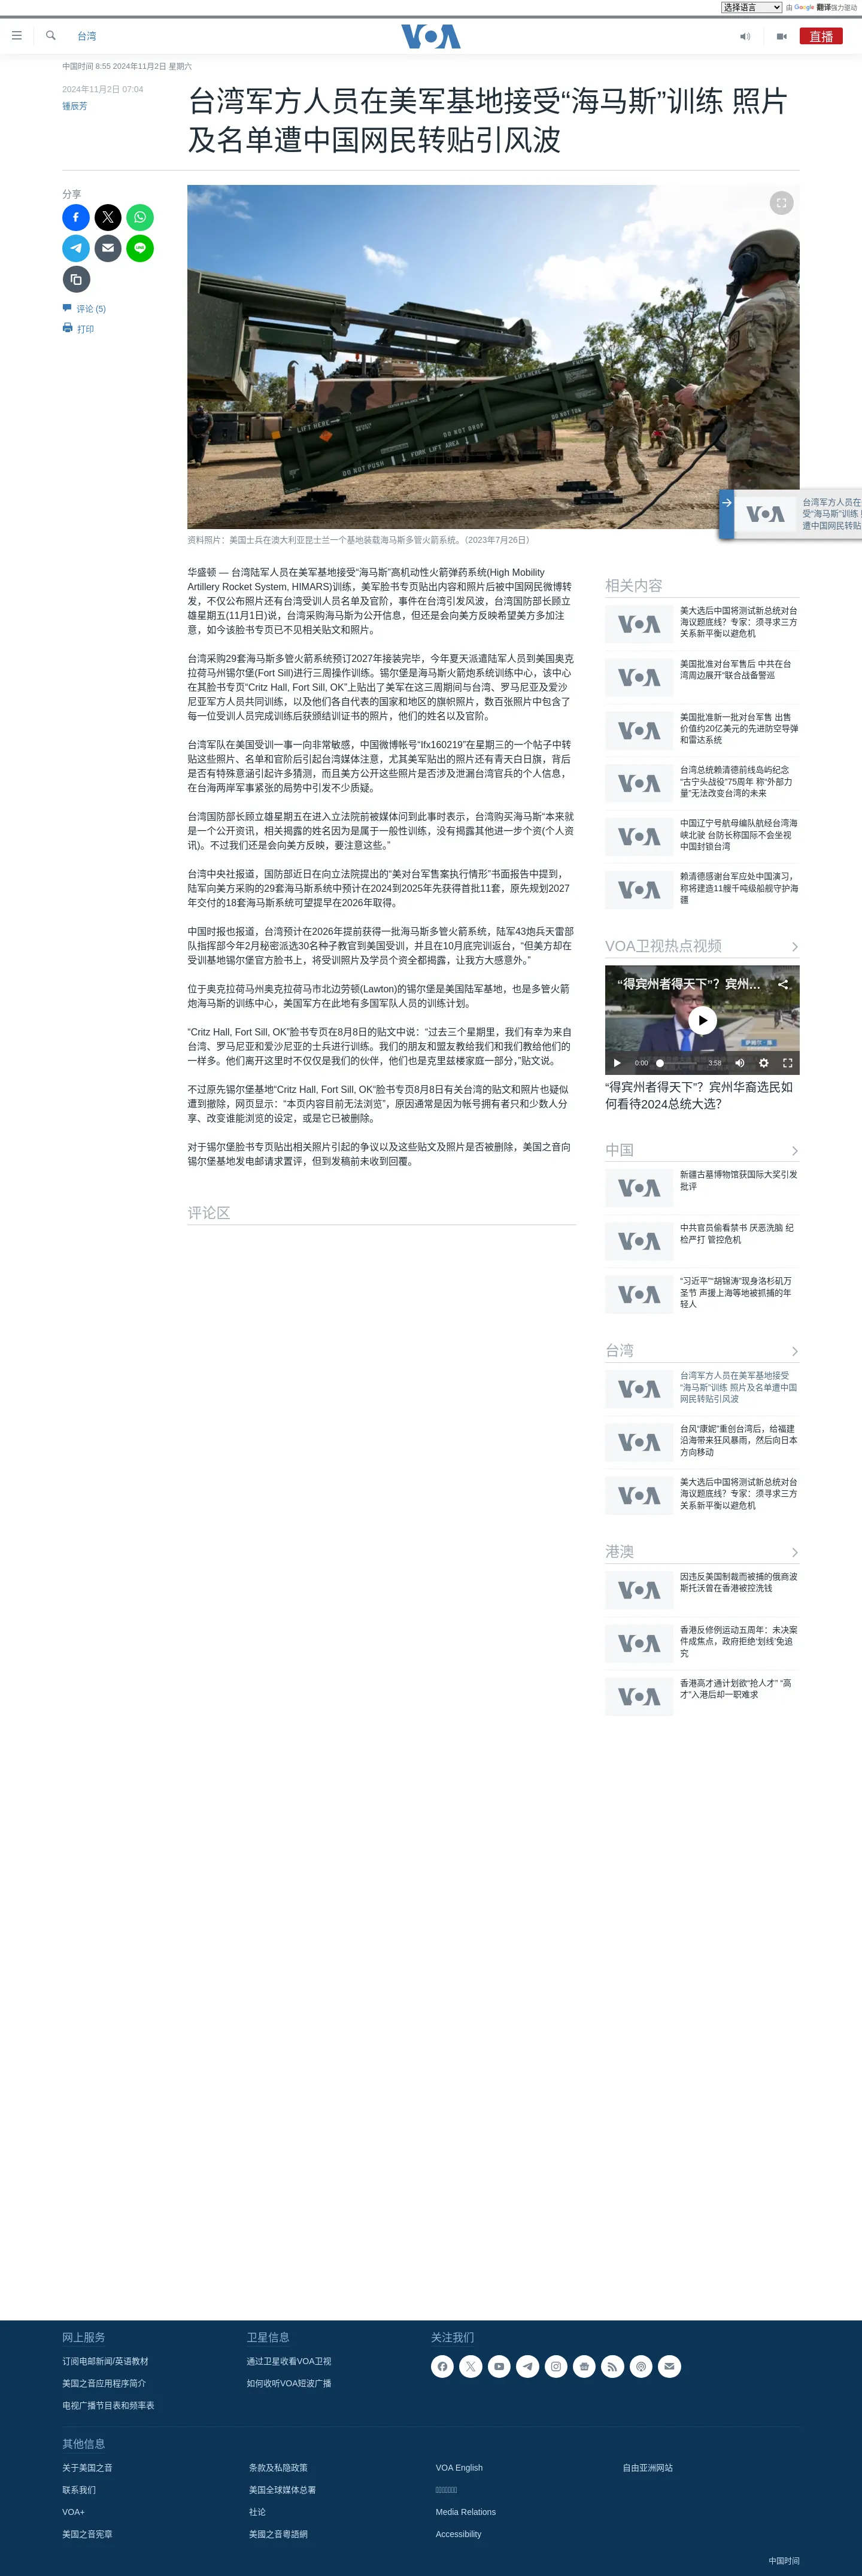 选择语言
由 Google 翻译强力驱动
台湾
VOA
直播
中国时间 8:55 2024年11月2日 星期六
2024年11月2日 07:04
锺辰芳
台湾军方人员在美军基地接受“海马斯”训练 照片
及名单遭中国网民转贴引风波
分享
评论 (5)
打印
LIFT HERE
DO NOT PUSH
FORK LIFT ENTRY
DO NOT DROP
LIFT HERE
资料照片：美国士兵在澳大利亚昆士兰一个基地装载海马斯多管火箭系统。（2023年7月26日）
VOA
台湾军方人员在
受“海马斯”训练
遭中国网民转贴
华盛顿 — 台湾陆军人员在美军基地接受“海马斯”高机动性火箭弹药系统(High Mobility
Artillery Rocket System, HIMARS)训练，美军脸书专页贴出内容和照片后被中国网民微博转
发，不仅公布照片还有台湾受训人员名单及官阶，事件在台湾引发风波，台湾国防部长顾立
雄星期五(11月1日)说，台湾采购海马斯为公开信息，但还是会向美方反映希望美方多加注
意，如今该脸书专页已不见相关贴文和照片。
台湾采购29套海马斯多管火箭系统预订2027年接装完毕，今年夏天派遣陆军人员到美国奥克
拉荷马州锡尔堡(Fort Sill)进行三周操作训练。锡尔堡是海马斯火箭炮系统训练中心，该中心
在其脸书专页“Critz Hall, Fort Sill, OK”上贴出了美军在这三周期间与台湾、罗马尼亚及爱沙
尼亚军方人员共同训练，以及他们各自代表的国家和地区的旗帜照片，数百张照片中包含了
每一位受训人员完成训练后获颁结训证书的照片，他们的姓名以及官阶。
台湾军队在美国受训一事一向非常敏感，中国微博帐号“Ifx160219”在星期三的一个帖子中转
贴这些照片、名单和官阶后引起台湾媒体注意，尤其美军贴出的照片还有青天白日旗，背后
是否有特殊意涵引起许多猜测，而且美方公开这些照片是否涉及泄漏台湾官兵的个人信息，
在台海两岸军事紧张的局势中引发不少质疑。
台湾国防部长顾立雄星期五在进入立法院前被媒体问到此事时表示，台湾购买海马斯“本来就
是一个公开资讯，相关揭露的姓名因为是属于一般性训练，没有揭露其他进一步个资(个人资
讯)。不过我们还是会向美方反映，要注意这些。”
台湾中央社报道，国防部近日在向立法院提出的“美对台军售案执行情形”书面报告中提到，
陆军向美方采购的29套海马斯系统中预计在2024到2025年先获得首批11套，原先规划2027
年交付的18套海马斯系统可望提早在2026年取得。
中国时报也报道，台湾预计在2026年提前获得一批海马斯多管火箭系统，陆军43炮兵天雷部
队指挥部今年2月秘密派选30名种子教官到美国受训，并且在10月底完训返台，“但美方却在
受训基地锡尔堡官方脸书上，将受训照片及学员个资全都揭露，让我方大感意外。”
位于奥克拉荷马州奥克拉荷马市北边劳顿(Lawton)的锡尔堡是美国陆军基地，也是多管火箭
炮海马斯的训练中心，美国军方在此地有多国军队人员的训练计划。
“Critz Hall, Fort Sill, OK”脸书专页在8月8日的贴文中说：“过去三个星期里，我们有幸为来自
台湾、罗马尼亚和爱沙尼亚的士兵进行训练。我们的朋友和盟友教给我们和我们教给他们的
一样多。他们离开这里时不仅仅是我们的伙伴，他们也是克里兹楼家庭一部分，”贴文说。
不过原先锡尔堡基地“Critz Hall, Fort Sill, OK”脸书专页8月8日有关台湾的贴文和照片也疑似
遭到撤除，网页显示：“本页内容目前无法浏览”，原因通常是因为帐号拥有者只和少数人分
享、改变谁能浏览的设定，或是它已被删除。
对于锡尔堡脸书专页贴出相关照片引起的争议以及这些贴文及照片是否被删除，美国之音向
锡尔堡基地发电邮请求置评，但到发稿前未收到回覆。
评论区
相关内容
VOA
美大选后中国将测试新总统对台
海议题底线？专家：须寻求三方
关系新平衡以避危机
VOA
美国批准对台军售后 中共在台
湾周边展开“联合战备警巡
VOA
美国批准新一批对台军售 出售
价值约20亿美元的先进防空导弹
和雷达系统
VOA
台湾总统赖清德前线岛屿纪念
“古宁头战役”75周年 称“外部力
量”无法改变台湾的未来
VOA
中国辽宁号航母编队航经台湾海
峡北驶 台防长称国际不会坐视
中国封锁台湾
VOA
赖清德感谢台军应处中国演习，
称将建造11艘千吨级船舰守护海
疆
VOA卫视热点视频
“得宾州者得天下”？宾州...
0:00
3:58
“得宾州者得天下”？宾州华裔选民如
何看待2024总统大选？
中国
VOA
新疆古墓博物馆获国际大奖引发
批评
VOA
中共官员偷看禁书 厌恶洗脑 纪
检严打 管控危机
VOA
“习近平”“胡锦涛”现身洛杉矶万
圣节 声援上海等地被抓捕的年
轻人
台湾
VOA
台湾军方人员在美军基地接受
“海马斯”训练 照片及名单遭中国
网民转贴引风波
VOA
台风“康妮”重创台湾后，给福建
沿海带来狂风暴雨，然后向日本
方向移动
VOA
美大选后中国将测试新总统对台
海议题底线？专家：须寻求三方
关系新平衡以避危机
港澳
VOA
因违反美国制裁而被捕的俄商波
斯托沃曾在香港被控洗钱
VOA
香港反修例运动五周年：未决案
件成焦点，政府拒绝‘划线’免追
究
VOA
香港高才通计划欲“抢人才” “高
才”入港后却一职难求
网上服务
订阅电邮新闻/英语教材
美国之音应用程序简介
电视广播节目表和频率表
卫星信息
通过卫星收看VOA卫视
如何收听VOA短波广播
关注我们
其他信息
关于美国之音
联系我们
VOA+
美国之音宪章
条款及私隐政策
美国全球媒体总署
社论
美國之音粵語網
VOA English
Media Relations
Accessibility
自由亚洲网站
中国时间